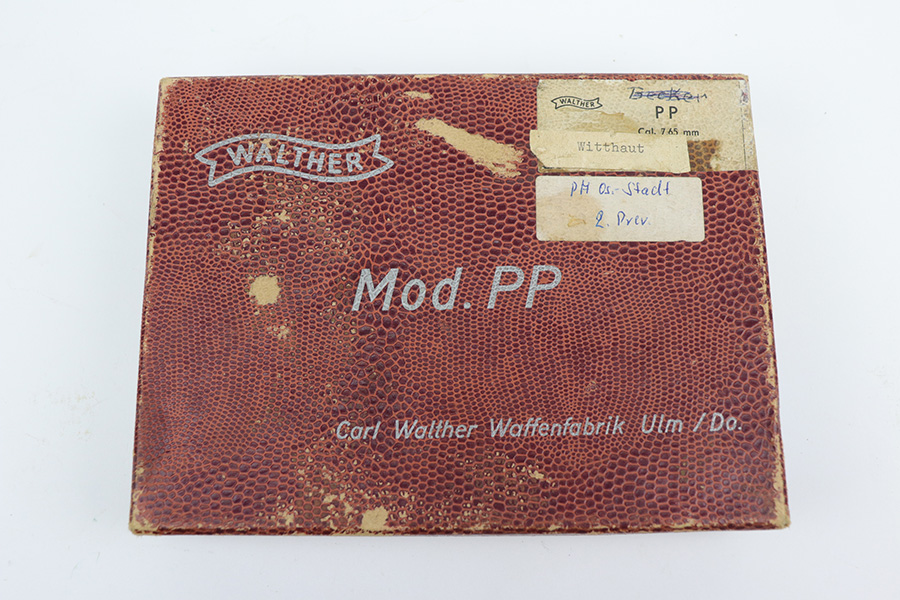 WALTHER
WALTHER
Becker
PP
Cal. 7.65 mm
Witthaut
PH Os.-Stadt
2. Prev.
Mod. PP
Carl Walther Waffenfabrik Ulm / Do.